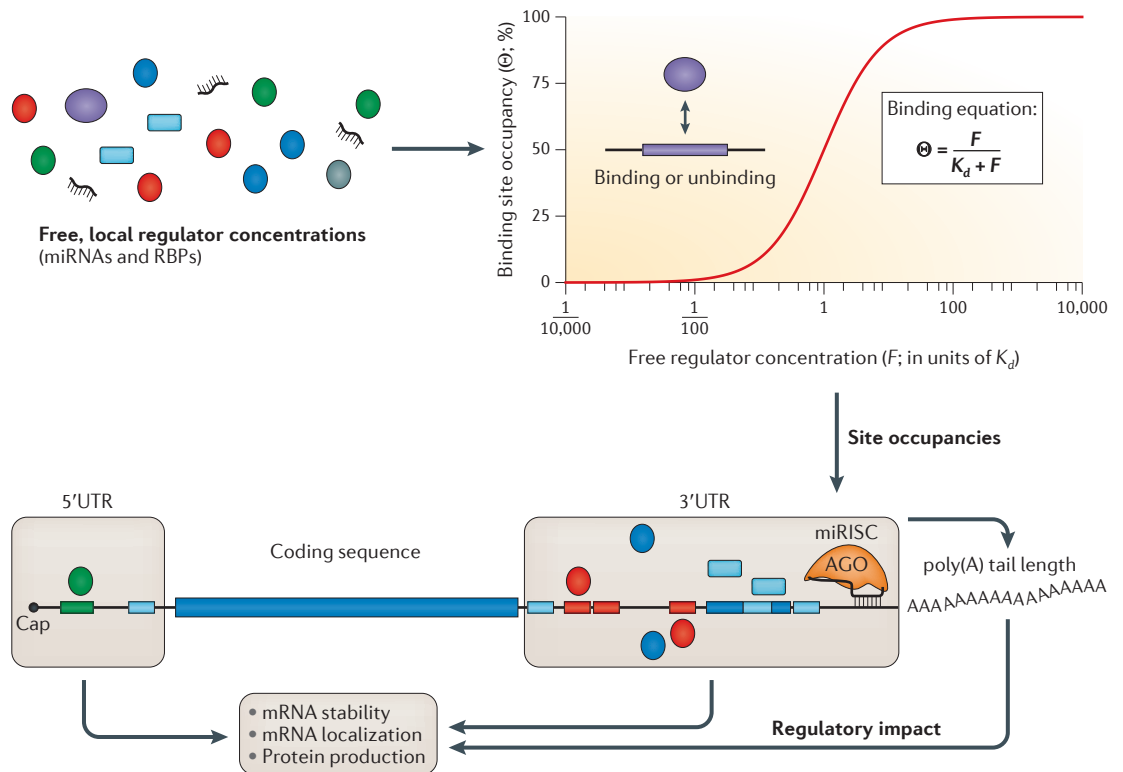 Free, local regulator concentrations
(miRNAs and RBPs)
Binding site occupancy (Θ; %)
100
75
50
25
0
Binding or unbinding
Binding equation:
Θ = F / K_d + F
1/10,000
1/100
1
100
10,000
Free regulator concentration (F; in units of K_d)
Site occupancies
5′UTR
Coding sequence
3′UTR
miRISC
AGO
poly(A) tail length
AAAAAAAAAAAAAAAAAA
Cap
• mRNA stability
• mRNA localization
• Protein production
Regulatory impact